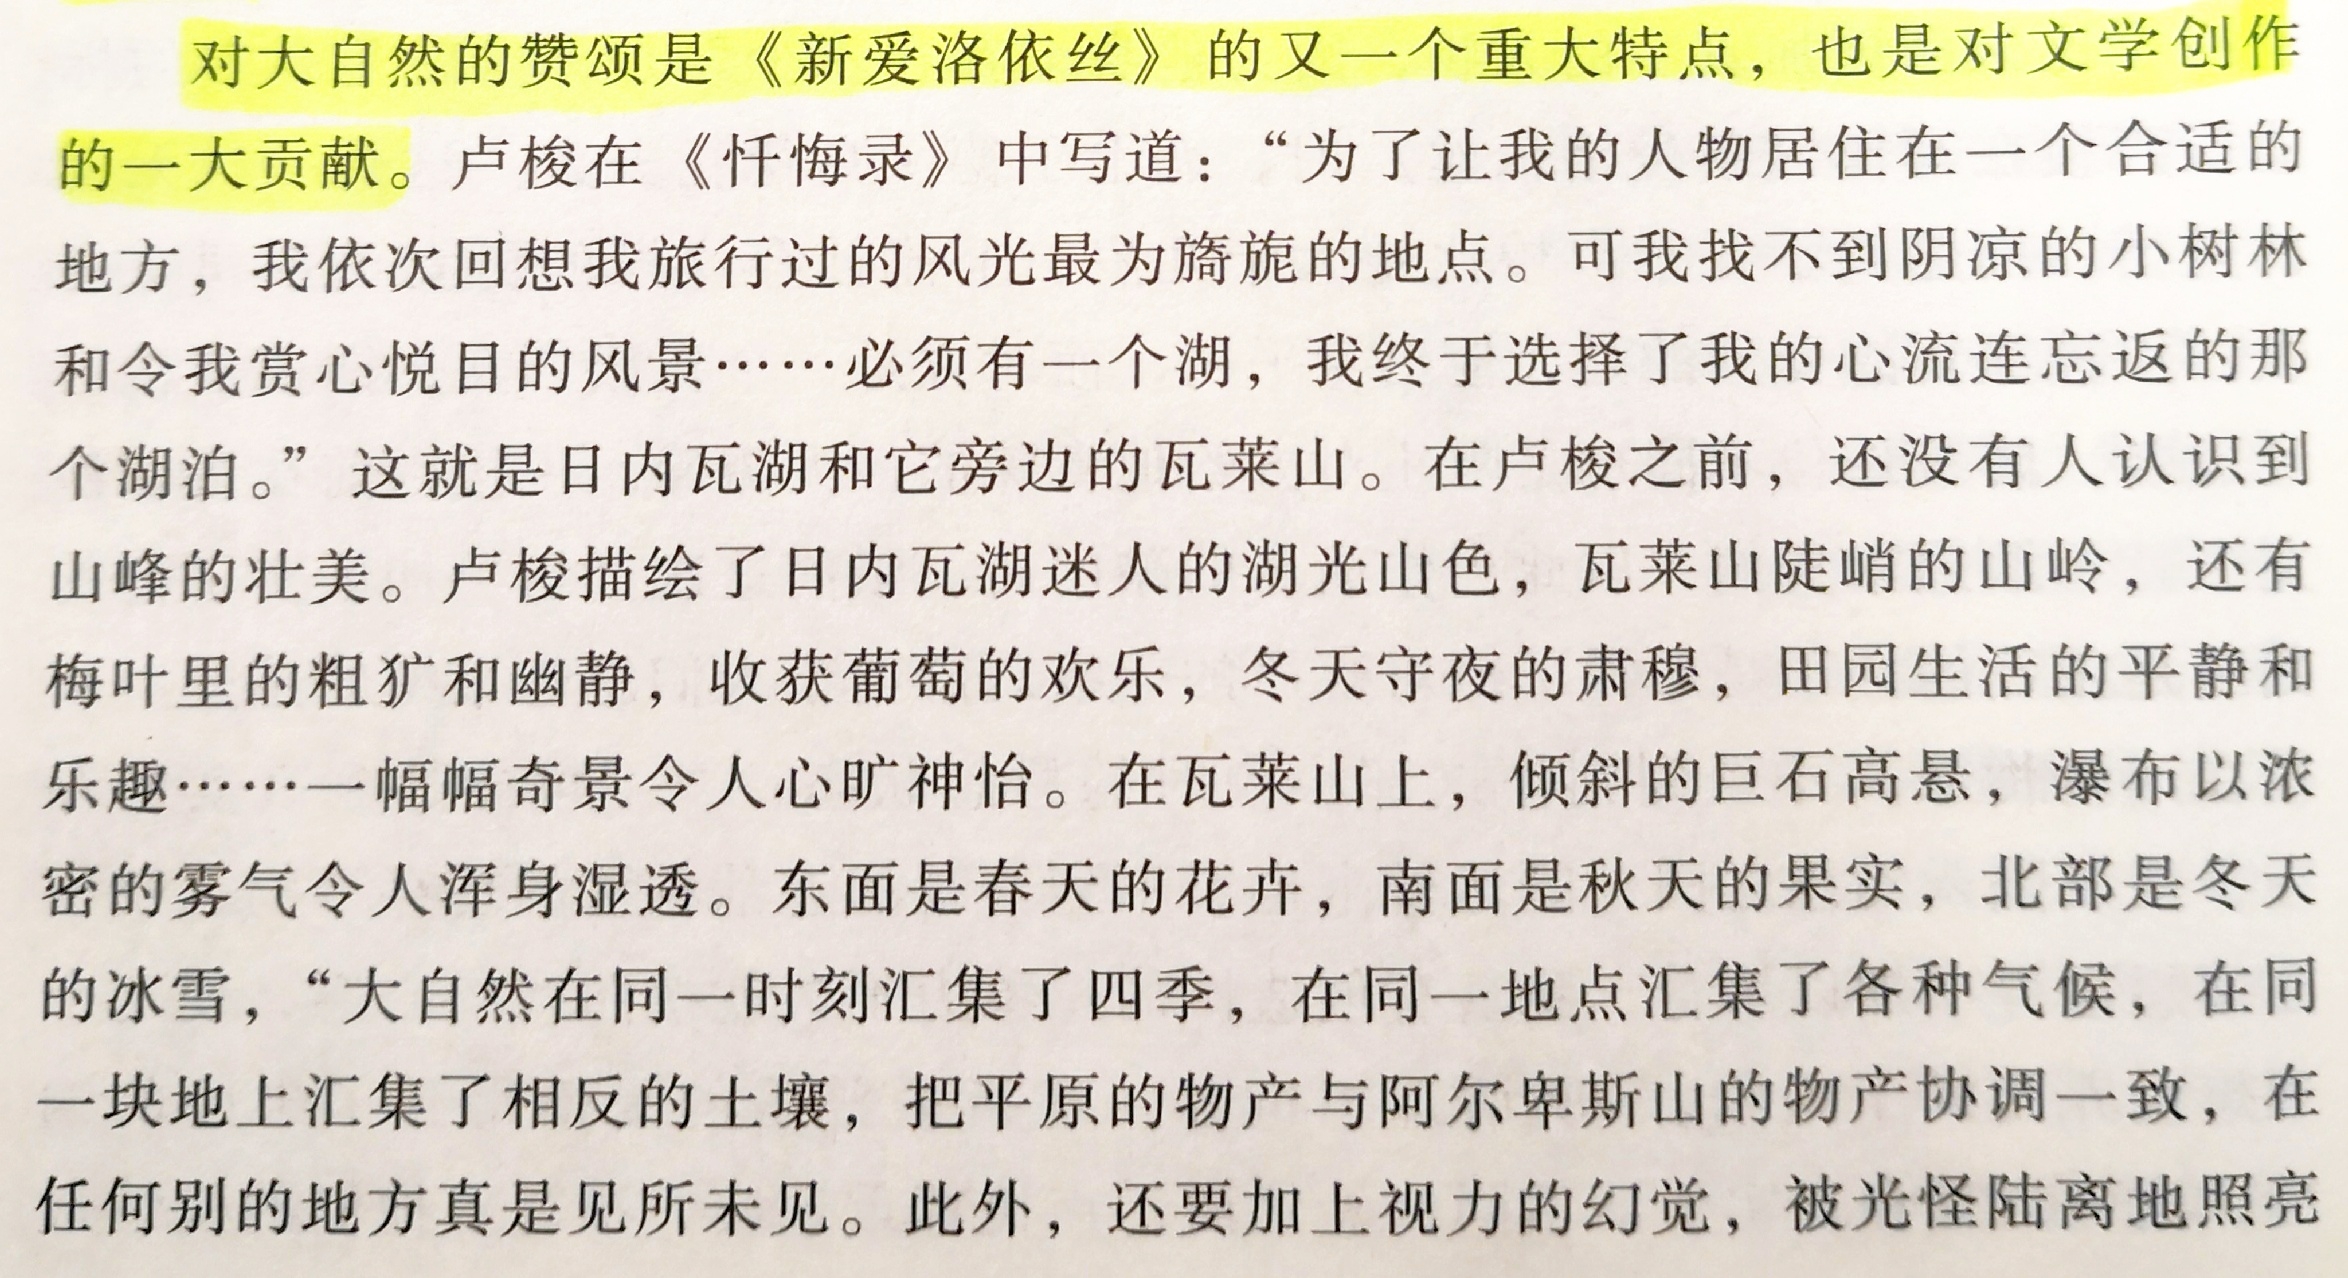 对大自然的赞颂是《新爱洛依丝》的又一个重大特点，也是对文学创作
的一大贡献。卢梭在《忏悔录》中写道：“为了让我的人物居住在一个合适的
地方，我依次回想我旅行过的风光最为旖旎的地点。可我找不到阴凉的小树林
和令我赏心悦目的风景……必须有一个湖，我终于选择了我的心流连忘返的那
个湖泊。”这就是日内瓦湖和它旁边的瓦莱山。在卢梭之前，还没有人认识到
山峰的壮美。卢梭描绘了日内瓦湖迷人的湖光山色，瓦莱山陡峭的山岭，还有
梅叶里的粗犷和幽静，收获葡萄的欢乐，冬天守夜的肃穆，田园生活的平静和
乐趣……一幅幅奇景令人心旷神怡。在瓦莱山上，倾斜的巨石高悬，瀑布以浓
密的雾气令人浑身湿透。东面是春天的花卉，南面是秋天的果实，北部是冬天
的冰雪，“大自然在同一时刻汇集了四季，在同一地点汇集了各种气候，在同
一块地上汇集了相反的土壤，把平原的物产与阿尔卑斯山的物产协调一致，在
任何别的地方真是见所未见。此外，还要加上视力的幻觉，被光怪陆离地照亮